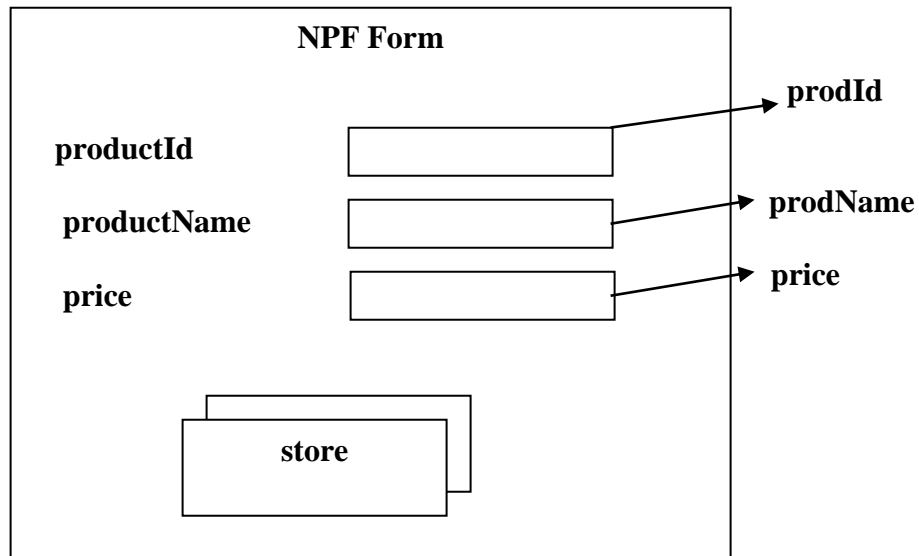 NPF Form
prodId
productId
productName
prodName
price
price
store